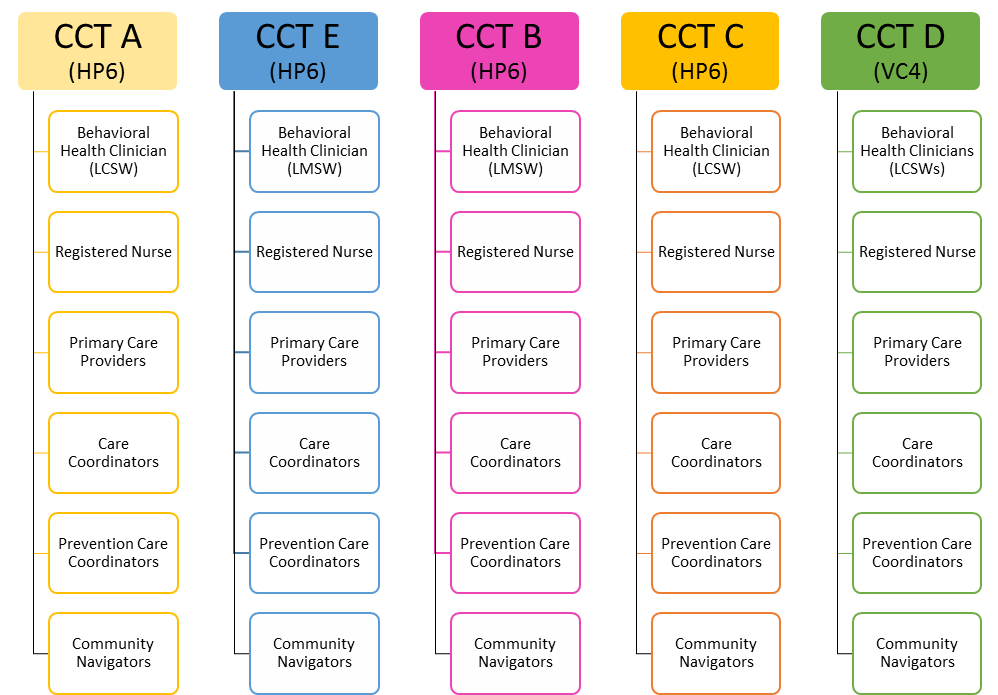 CCT A
(HP6)
Behavioral
Health Clinician
(LCSW)
Registered Nurse
Primary Care
Providers
Care
Coordinators
Prevention Care
Coordinators
Community
Navigators
CCT E
(HP6)
Behavioral
Health Clinician
(LMSW)
Registered Nurse
Primary Care
Providers
Care
Coordinators
Prevention Care
Coordinators
Community
Navigators
CCT B
(HP6)
Behavioral
Health Clinician
(LMSW)
Registered Nurse
Primary Care
Providers
Care
Coordinators
Prevention Care
Coordinators
Community
Navigators
CCT C
(HP6)
Behavioral
Health Clinician
(LCSW)
Registered Nurse
Primary Care
Providers
Care
Coordinators
Prevention Care
Coordinators
Community
Navigators
CCT D
(VC4)
Behavioral
Health Clinicians
(LCSWs)
Registered Nurse
Primary Care
Providers
Care
Coordinators
Prevention Care
Coordinators
Community
Navigators